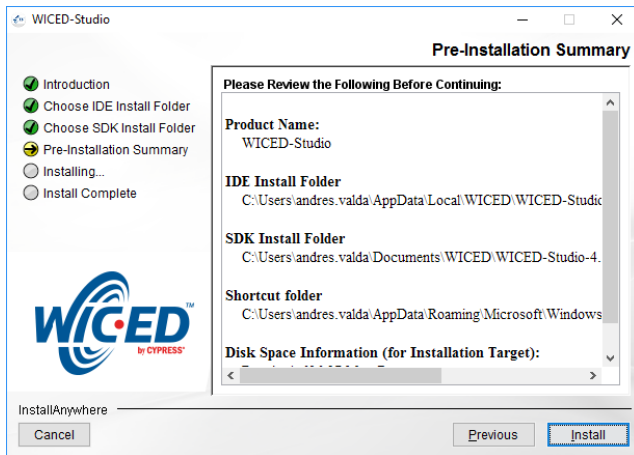 WICED-Studio
Pre-Installation Summary
Introduction
Choose IDE Install Folder
Choose SDK Install Folder
Pre-Installation Summary
Installing...
Install Complete
WICED™
by CYPRESS®
Please Review the Following Before Continuing:
Product Name:
WICED-Studio
IDE Install Folder
C:\Users\andres.valda\AppData\Local\WICED\WICED-Studio
SDK Install Folder
C:\Users\andres.valda\Documents\WICED\WICED-Studio-4.
Shortcut folder
C:\Users\andres.valda\AppData\Roaming\Microsoft\Windows
Disk Space Information (for Installation Target):
InstallAnywhere
Cancel
Previous
Install